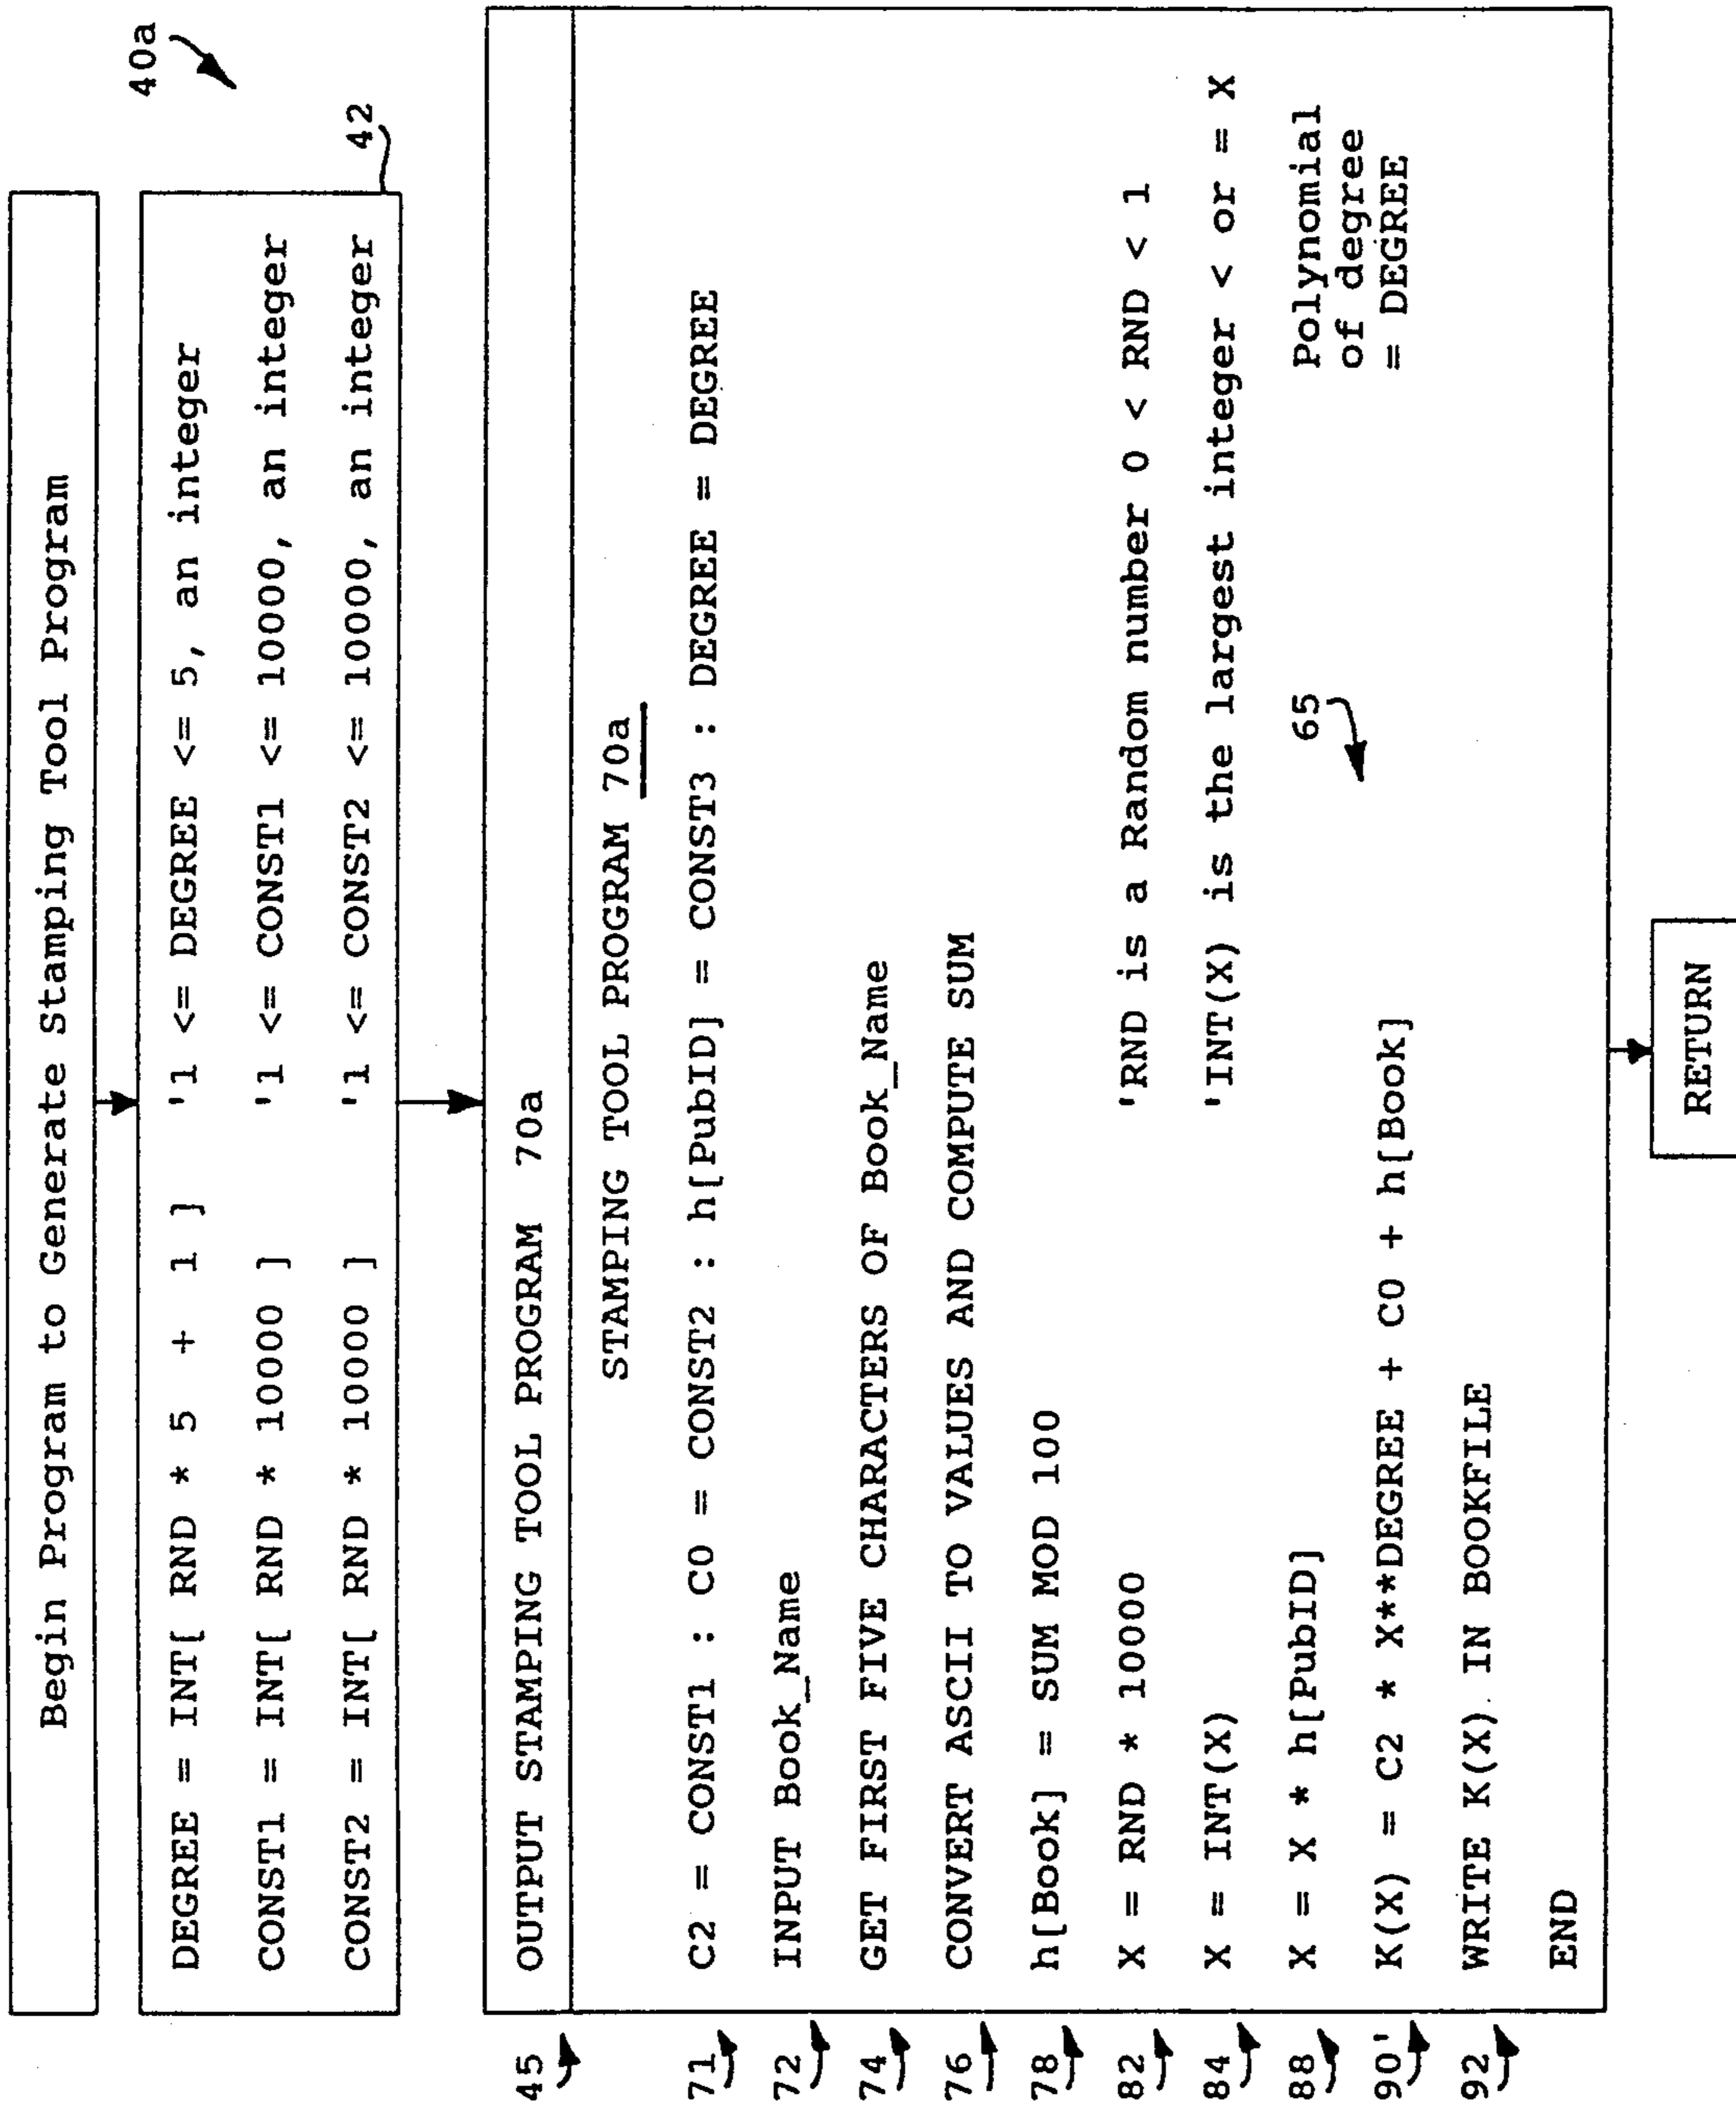 40a
Begin Program to Generate Stamping Tool Program
42
DEGREE = INT[ RND * 5 + 1 ] '1 <= DEGREE <= 5, an integer
CONST1 = INT[ RND * 10000 ] '1 <= CONST1 <= 10000, an integer
CONST2 = INT[ RND * 10000 ] '1 <= CONST2 <= 10000, an integer
45 OUTPUT STAMPING TOOL PROGRAM 70a
STAMPING TOOL PROGRAM 70a
71 C2 = CONST1 : C0 = CONST2 : h[PubID] = CONST3 : DEGREE = DEGREE
72 INPUT Book_Name
74 GET FIRST FIVE CHARACTERS OF Book_Name
76 CONVERT ASCII TO VALUES AND COMPUTE SUM
78 h[Book] = SUM MOD 100
82 X = RND * 10000 'RND is a Random number 0 < RND < 1
84 X = INT(X) 'INT(X) is the largest integer < or = X
88 X = X * h[PubID] 65 Polynomial
of degree
= DEGREE
90' K(X) = C2 * X**DEGREE + C0 + h[Book]
92 WRITE K(X) IN BOOKFILE
END
RETURN